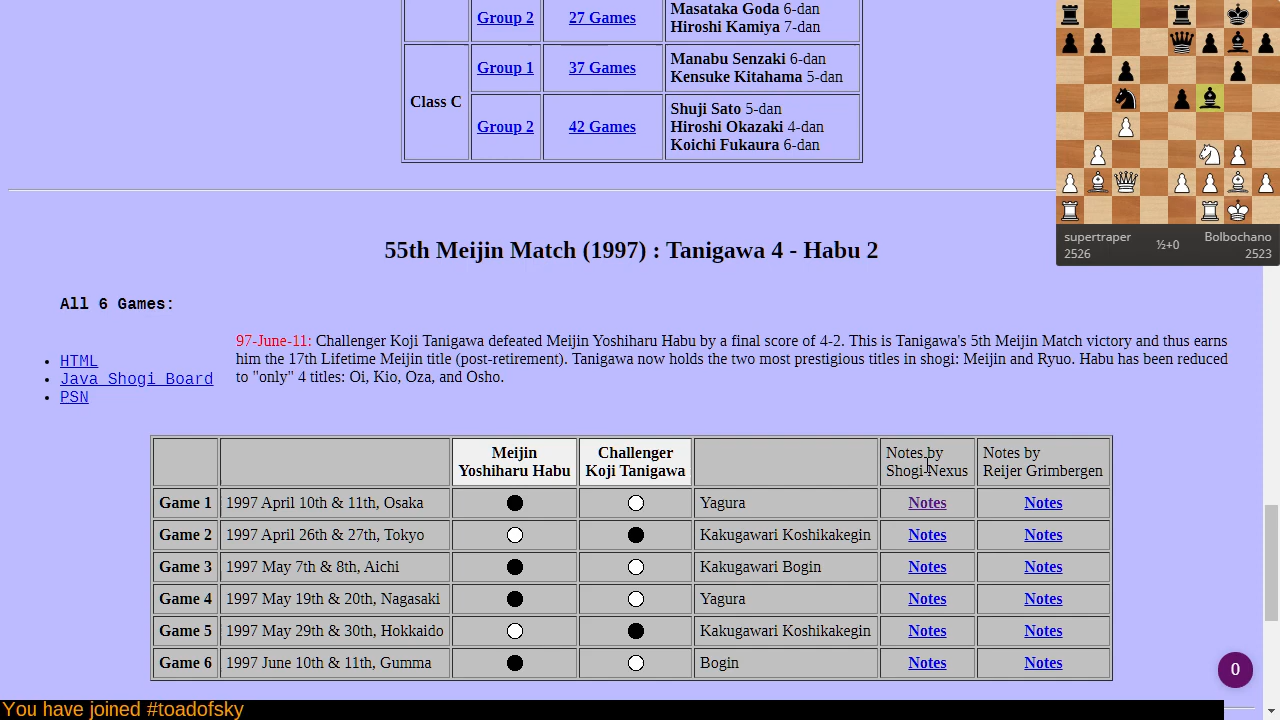 Masataka Goda 6-dan
Group 2 27 Games
Hiroshi Kamiya 7-dan
Manabu Senzaki 6-dan
Group 1 37 Games
Kensuke Kitahama 5-dan
Class C
Shuji Sato 5-dan
Group 2 42 Games Hiroshi Okazaki 4-dan
Koichi Fukaura 6-dan
supertraper ½+0 Bolbochano
2526 2523
55th Meijin Match (1997) : Tanigawa 4 - Habu 2
All 6 Games:
HTML
Java Shogi Board
PSN
97-June-11: Challenger Koji Tanigawa defeated Meijin Yoshiharu Habu by a final score of 4-2. This is Tanigawa's 5th Meijin Match victory and thus earns
him the 17th Lifetime Meijin title (post-retirement). Tanigawa now holds the two most prestigious titles in shogi: Meijin and Ryuo. Habu has been reduced
to "only" 4 titles: Oi, Kio, Oza, and Osho.
Meijin Challenger Notes by Notes by
Yoshiharu Habu Koji Tanigawa Shogi Nexus Reijer Grimbergen
Game 1 1997 April 10th & 11th, Osaka Yagura Notes Notes
Game 2 1997 April 26th & 27th, Tokyo Kakugawari Koshikakegin Notes Notes
Game 3 1997 May 7th & 8th, Aichi Kakugawari Bogin Notes Notes
Game 4 1997 May 19th & 20th, Nagasaki Yagura Notes Notes
Game 5 1997 May 29th & 30th, Hokkaido Kakugawari Koshikakegin Notes Notes
Game 6 1997 June 10th & 11th, Gumma Bogin Notes Notes
0
You have joined #toadofsky